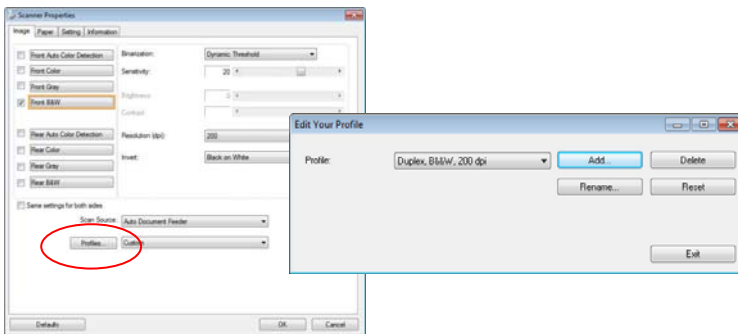 Scanner Properties
Image Paper Setting Information
Front Auto Color Detection
Front Color
Front Gray
Front B&W
Rear Auto Color Detection
Rear Color
Rear Gray
Rear B&W
Binarization: Dynamic Threshold
Sensitivity: 20
Brightness: 0
Contrast:
Resolution (dpi): 200
Invert: Black on White
Same settings for both sides
Scan Source: Auto Document Feeder
Profiles... Custom
Defaults OK Cancel
Edit Your Profile
Profile: Duplex, B&W, 200 dpi Add... Delete
Rename... Reset
Exit